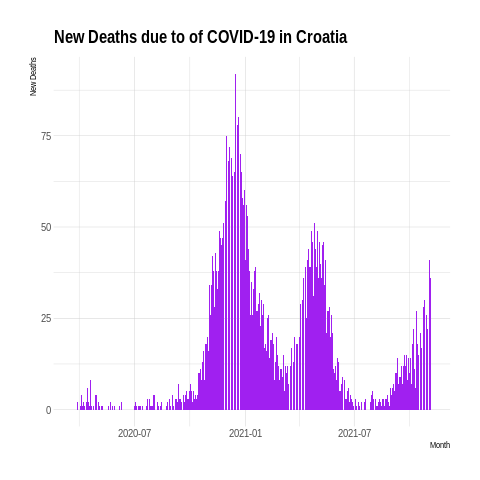 New Deaths due to of COVID-19 in Croatia
New Deaths
75
50
25
0
2020-07
2021-01
2021-07
Month